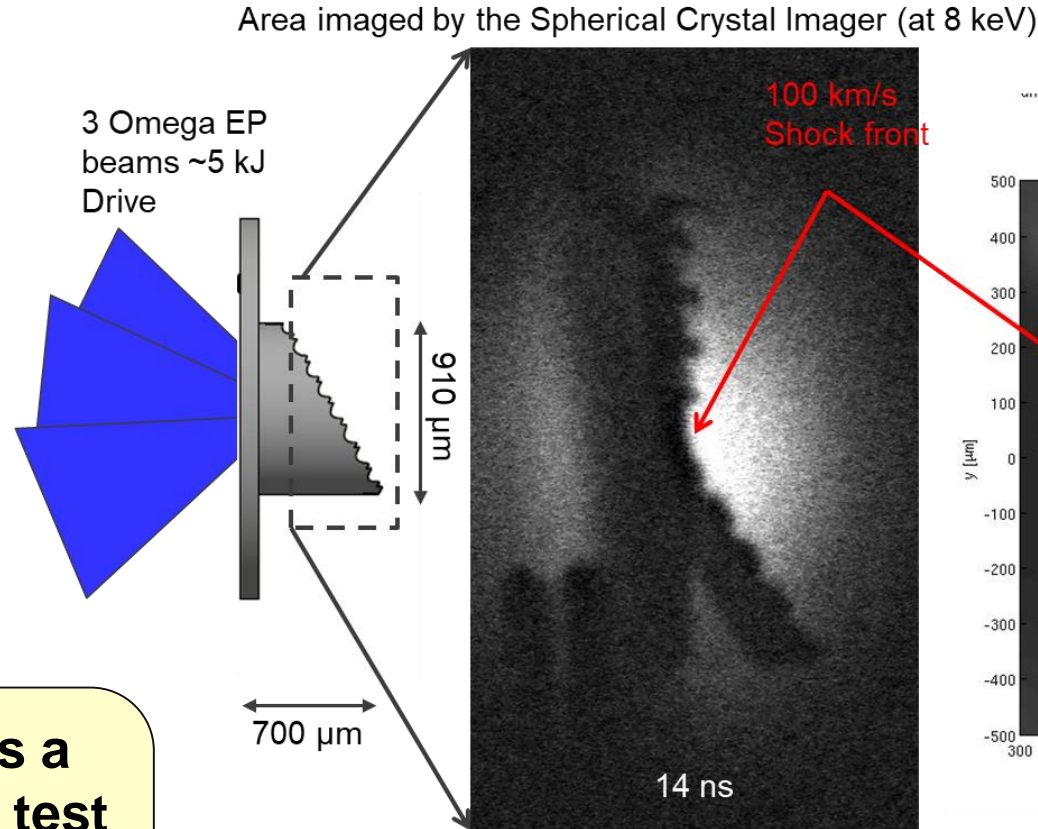 Area imaged by the Spherical Crystal Imager (at 8 keV)
3 Omega EP
beams ~5 kJ
Drive
100 km/s
Shock front
910 μm
700 μm
14 ns
s a
test
y [μm]
500
400
300
200
100
0
-100
-200
-300
-400
-500
300